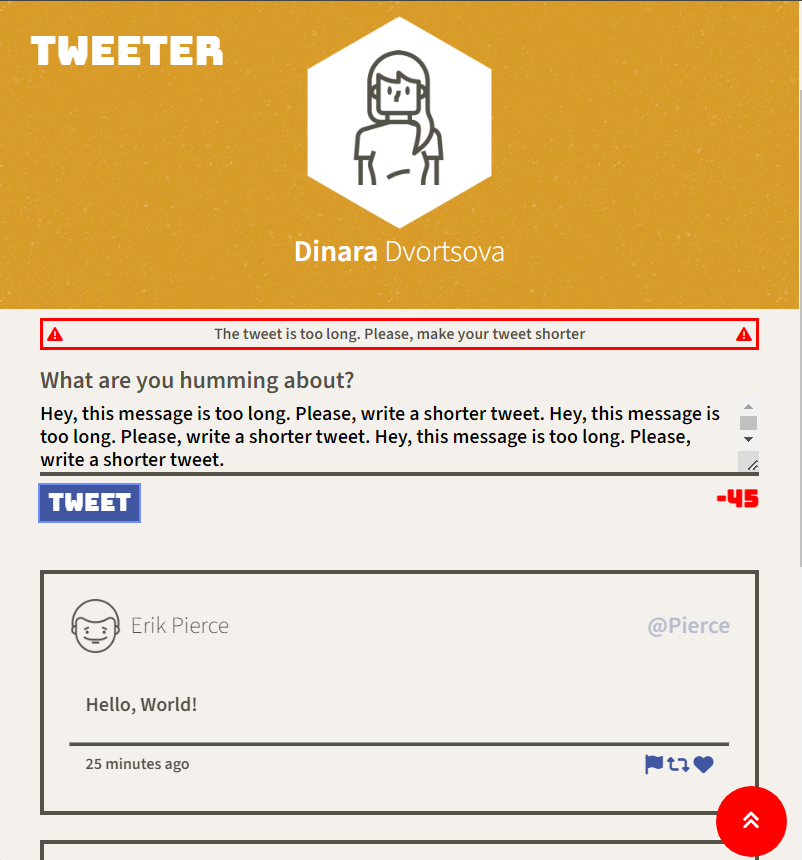 TWEETER
Dinara Dvortsova
The tweet is too long. Please, make your tweet shorter
What are you humming about?
Hey, this message is too long. Please, write a shorter tweet. Hey, this message is
too long. Please, write a shorter tweet. Hey, this message is too long. Please,
write a shorter tweet.
TWEET
-45
Erik Pierce
@Pierce
Hello, World!
25 minutes ago